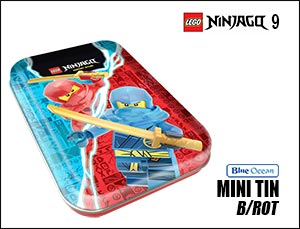 LEGO NINJAGO 9
LEGO NINJAGO
Blue Ocean
MINI TIN
B/ROT